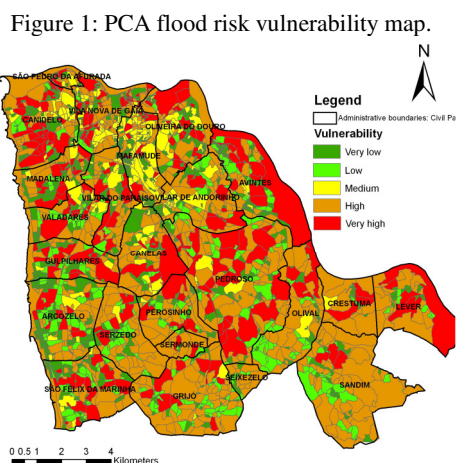 Figure 1: PCA flood risk vulnerability map.
N
SÃO PEDRO DA AFURADA
VILA NOVA DE GAIA
CANIDELO
OLIVEIRA DO DOURO
MAFAMUDE
MADALENA
AVINTES
VILAR DO PARAISO
VILAR DE ANDORINHO
VALADARES
CANELAS
GULPILHARES
PEDROSO
CRESTUMA
LEVER
ARCOZELO
PEROSINHO
OLIVAL
SERZEDO
SERMONDE
SEIXEZELO
SANDIM
SÃO FÉLIX DA MARINHA
GRIJÓ
Legend
Administrative boundaries: Civil Pa
Vulnerability
Very low
Low
Medium
High
Very high
0 0.5 1 2 3 4
Kilometers